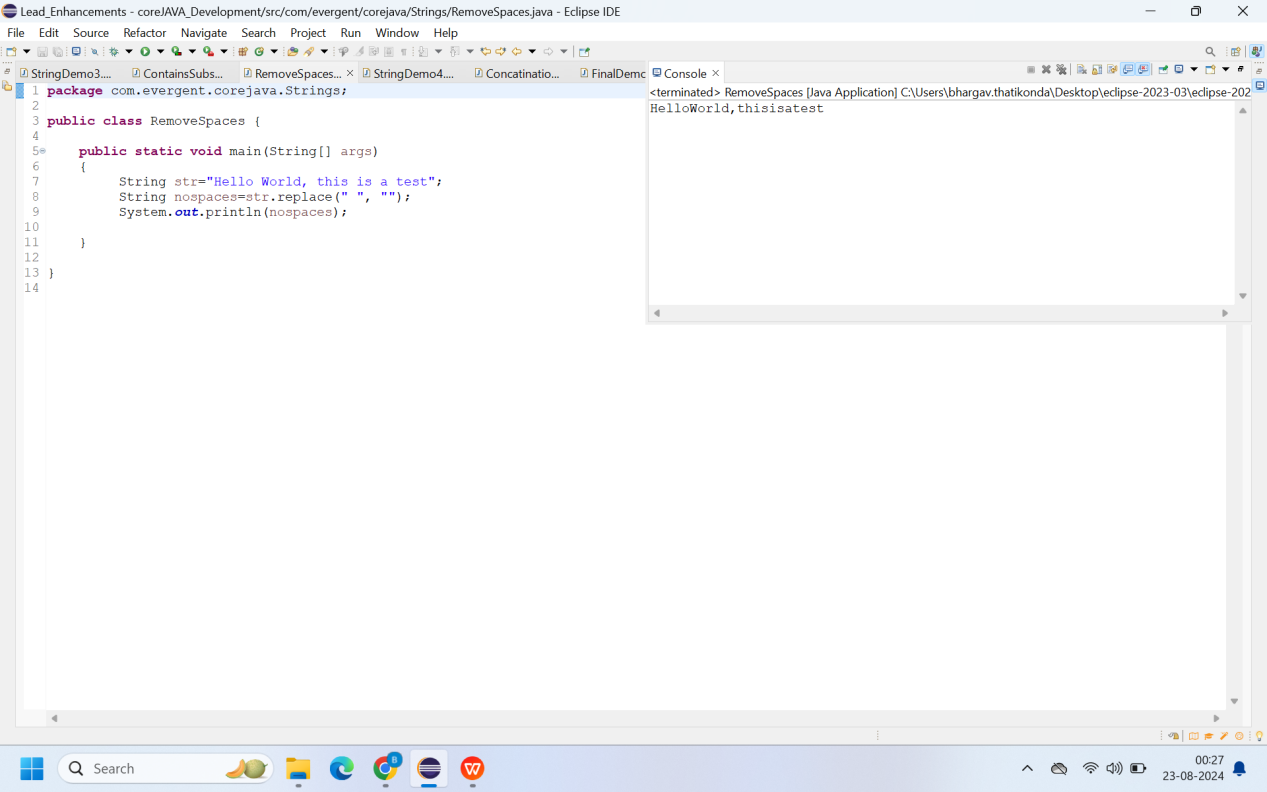 Lead_Enhancements - coreJAVA_Development/src/com/evergent/corejava/Strings/RemoveSpaces.java - Eclipse IDE
File Edit Source Refactor Navigate Search Project Run Window Help
StringDemo3.... ContainsSubs... RemoveSpaces... StringDemo4.... Concatinatio... FinalDemo
Console
<terminated> RemoveSpaces [Java Application] C:\Users\bhargav.thatikonda\Desktop\eclipse-2023-03\eclipse-202
HelloWorld,thisisatest
1 package com.evergent.corejava.Strings;
2
3 public class RemoveSpaces {
4
5 public static void main(String[] args)
6 {
7 String str="Hello World, this is a test";
8 String nospaces=str.replace(" ", "");
9 System.out.println(nospaces);
10
11 }
12
13 }
14
Search
B
W
00:27
23-08-2024